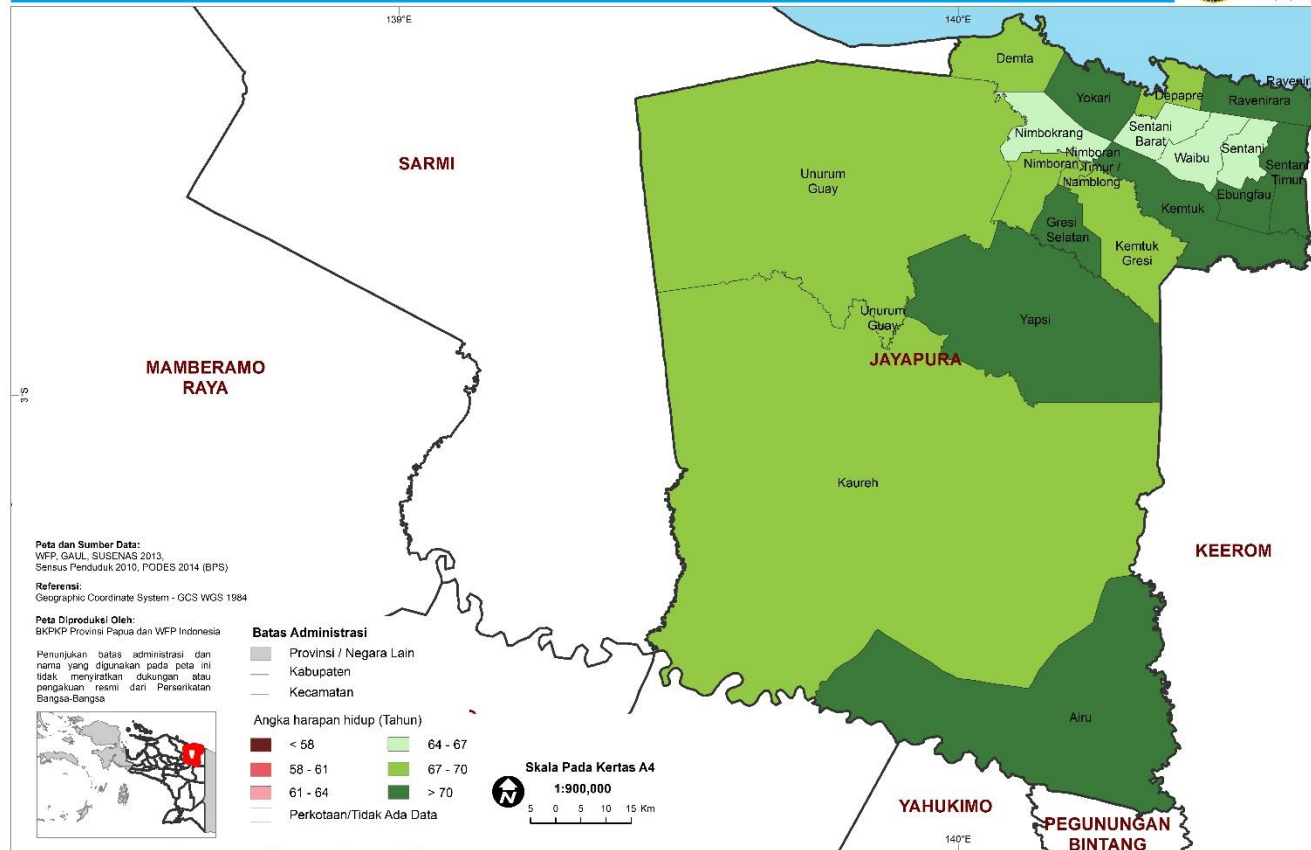 139°E
140°E
Demta
Yokari
Depapre
Ravenirara
Nimbokrang
Sentani
Barat
Waibu
Sentani
Sentani
Timur
SARMI
Unurum
Guay
Nimboran
Nimboran
Timur /
Namblong
Ebungfau
Kemtuk
Gresi
Selatan
Kemtuk
Gresi
Unurum
Guay
Yapsi
JAYAPURA
MAMBERAMO
RAYA
3°S
Kaureh
KEEROM
Airu
YAHUKIMO
PEGUNUNGAN
BINTANG
140°E
Peta dan Sumber Data:
WFP, GAUL, SUSENAS 2013,
Sensus Penduduk 2010, PODES 2014 (BPS)
Referensi:
Geographic Coordinate System - GCS WGS 1984
Peta Diproduksi Oleh:
BKPKP Provinsi Papua dan WFP Indonesia
Penunjukan batas administrasi dan
nama yang digunakan pada peta ini
tidak menyiratkan dukungan atau
pengakuan resmi dari Perserikatan
Bangsa-Bangsa
Batas Administrasi
Provinsi / Negara Lain
Kabupaten
Kecamatan
Angka harapan hidup (Tahun)
< 58
58 - 61
61 - 64
64 - 67
67 - 70
> 70
Perkotaan/Tidak Ada Data
N
Skala Pada Kertas A4
1:900,000
5 0 5 10 15 Km